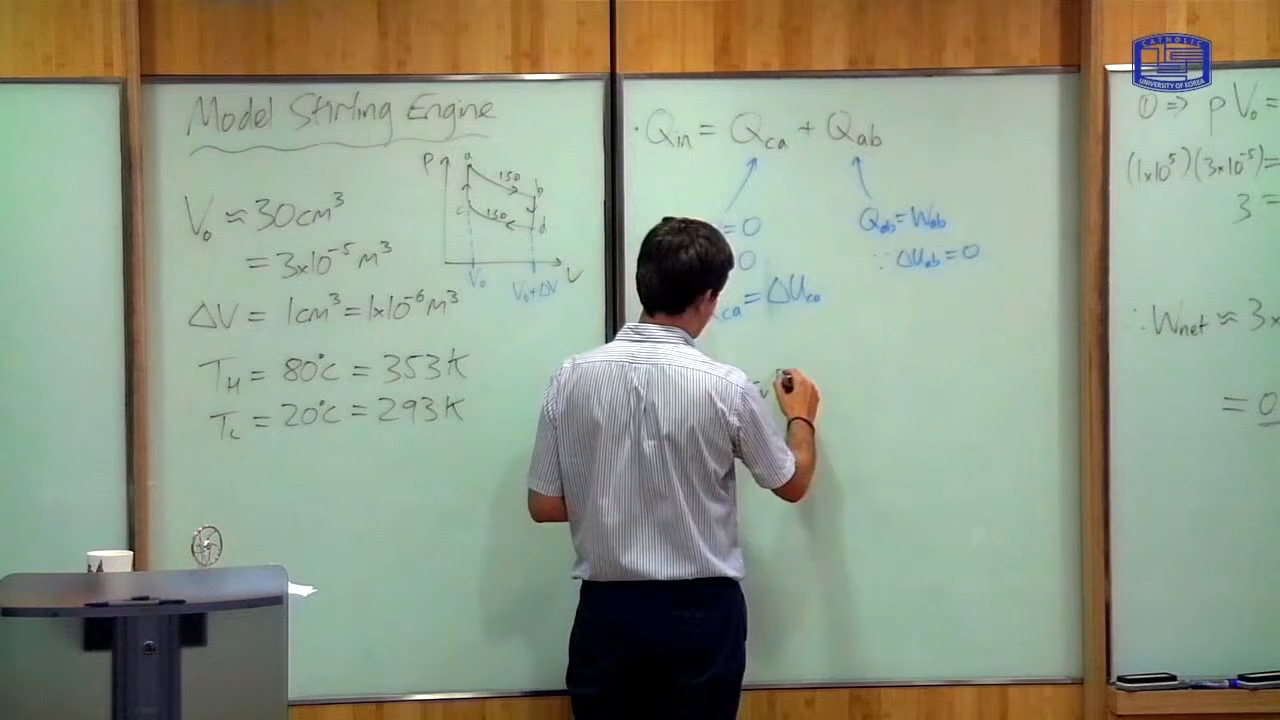 CATHOLIC
UNIVERSITY OF KOREA
Model Stirling Engine
V₀ ≈ 30cm³
= 3×10⁻⁵ m³
ΔV = 1cm³ = 1×10⁻⁶ m³
T_H = 80°C = 353K
T_C = 20°C = 293K
P
a
150
b
c
150
d
V₀
V₀+ΔV
V
· Q_in = Q_ca + Q_ab
= 0
0
ca = ΔU_ca
Q_ab = W_ab
∵ ΔU_ab = 0
① ⇒ pV₀ =
(1×10⁵)(3×10⁻⁵) =
3 =
∴ W_net ≈ 3×
= 0